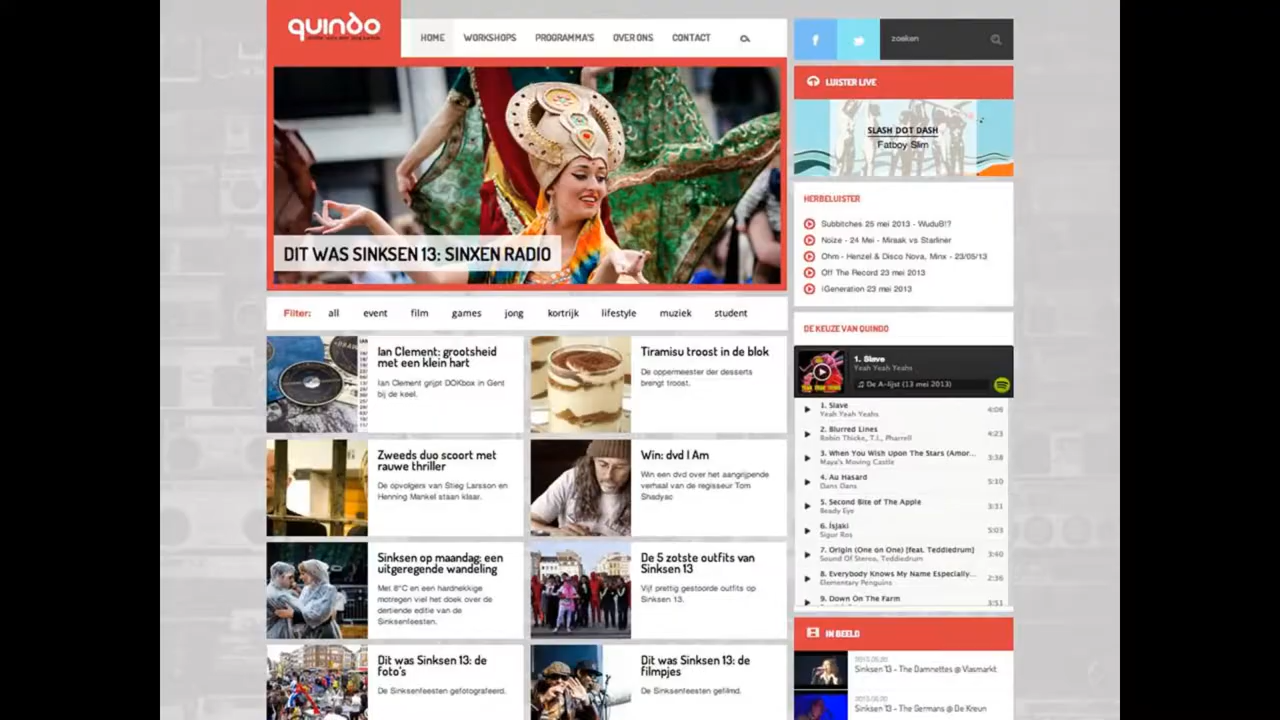 quindo
HOME WORKSHOPS PROGRAMMA'S OVER ONS CONTACT
zoeken
DIT WAS SINKSEN 13: SINXEN RADIO
Filter: all event film games jong kortrijk lifestyle muziek student
Ian Clement: grootsheid
met een klein hart
Ian Clement grijpt DOKbox in Gent
bij de keel.
Tiramisu troost in de blok
De oppermeester der desserts
brengt troost.
Zweeds duo scoort met
rauwe thriller
De opvolgers van Stieg Larsson en
Henning Mankel staan klaar.
Win: dvd I Am
Win een dvd over het aangrijpende
verhaal van de regisseur Tom
Shadyac
Sinksen op maandag: een
uitgeregende wandeling
Met 8°C en een hardnekkige
motregen viel het doek over de
dertiende editie van de
Sinksenfeesten.
De 5 zotste outfits van
Sinksen 13
Vijf prettig gestoorde outfits op
Sinksen 13.
Dit was Sinksen 13: de
foto's
De Sinksenfeesten gefotografeerd.
Dit was Sinksen 13: de
filmpjes
De Sinksenfeesten gefilmd.
LUISTER LIVE
SLASH DOT DASH
Fatboy Slim
HERBELUISTER
Subbitches 25 mei 2013 - WuduB!?
Noize - 24 Mei - Miraak vs Starliner
Ohm - Henzel & Disco Nova, Minx - 23/05/13
Off The Record 23 mei 2013
iGeneration 23 mei 2013
DE KEUZE VAN QUINDO
1. Slave
Yeah Yeah Yeahs
De A-lijst (13 mei 2013)
1. Slave 4:06
Yeah Yeah Yeahs
2. Blurred Lines 4:23
Robin Thicke, T.I., Pharrell
3. When You Wish Upon The Stars (Amor... 3:38
Maya's Moving Castle
4. Au Hasard 5:10
Dans Dans
5. Second Bite of The Apple 3:31
Beady Eye
6. Ísjaki 5:03
Sigur Ros
7. Origin (One on One) [feat. Teddiedrum] 3:40
Sound Of Stereo, Teddiedrum
8. Everybody Knows My Name Especially... 2:36
Elementary Penguins
9. Down On The Farm 3:51
IN BEELD
Sinksen '13 - The Damnettes @ Vlasmarkt
Sinksen '13 - The Germans @ De Kreun